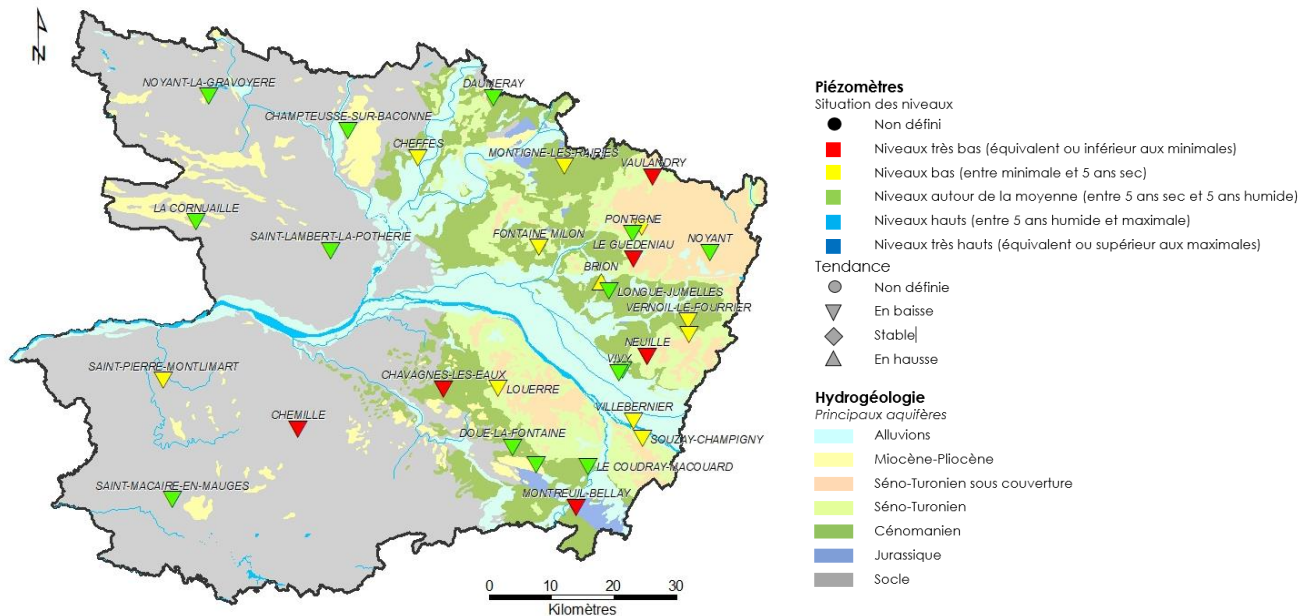 N
NOYANT-LA-GRAVOYERE
DAUMERAY
CHAMPTEUSSE-SUR-BACONNE
CHEFFES
MONTIGNE-LES-RAIRIES
VAULANDRY
LA CORNUAILLE
SAINT-LAMBERT-LA-POTHERIE
PONTIGNE
FONTAINE MILON
LE GUEDENIAU
NOYANT
BRION
LONGUE-JUMELLES
VERNOIL-LE-FOURRIER
NEUILLE
VIVY
SAINT-PIERRE-MONTLIMART
CHAVAGNES-LES-EAUX
LOUERRE
CHEMILLE
VILLEBERNIER
SOUZAY-CHAMPIGNY
DOUE-LA-FONTAINE
LE COUDRAY-MACOUARD
SAINT-MACAIRE-EN-MAUGES
MONTREUIL-BELLAY
0 10 20 30
Kilomètres
Piézomètres
Situation des niveaux
Non défini
Niveaux très bas (équivalent ou inférieur aux minimales)
Niveaux bas (entre minimale et 5 ans sec)
Niveaux autour de la moyenne (entre 5 ans sec et 5 ans humide)
Niveaux hauts (entre 5 ans humide et maximale)
Niveaux très hauts (équivalent ou supérieur aux maximales)
Tendance
Non définie
En baisse
Stable
En hausse
Hydrogéologie
Principaux aquifères
Alluvions
Miocène-Pliocène
Séno-Turonien sous couverture
Séno-Turonien
Cénomanien
Jurassique
Socle